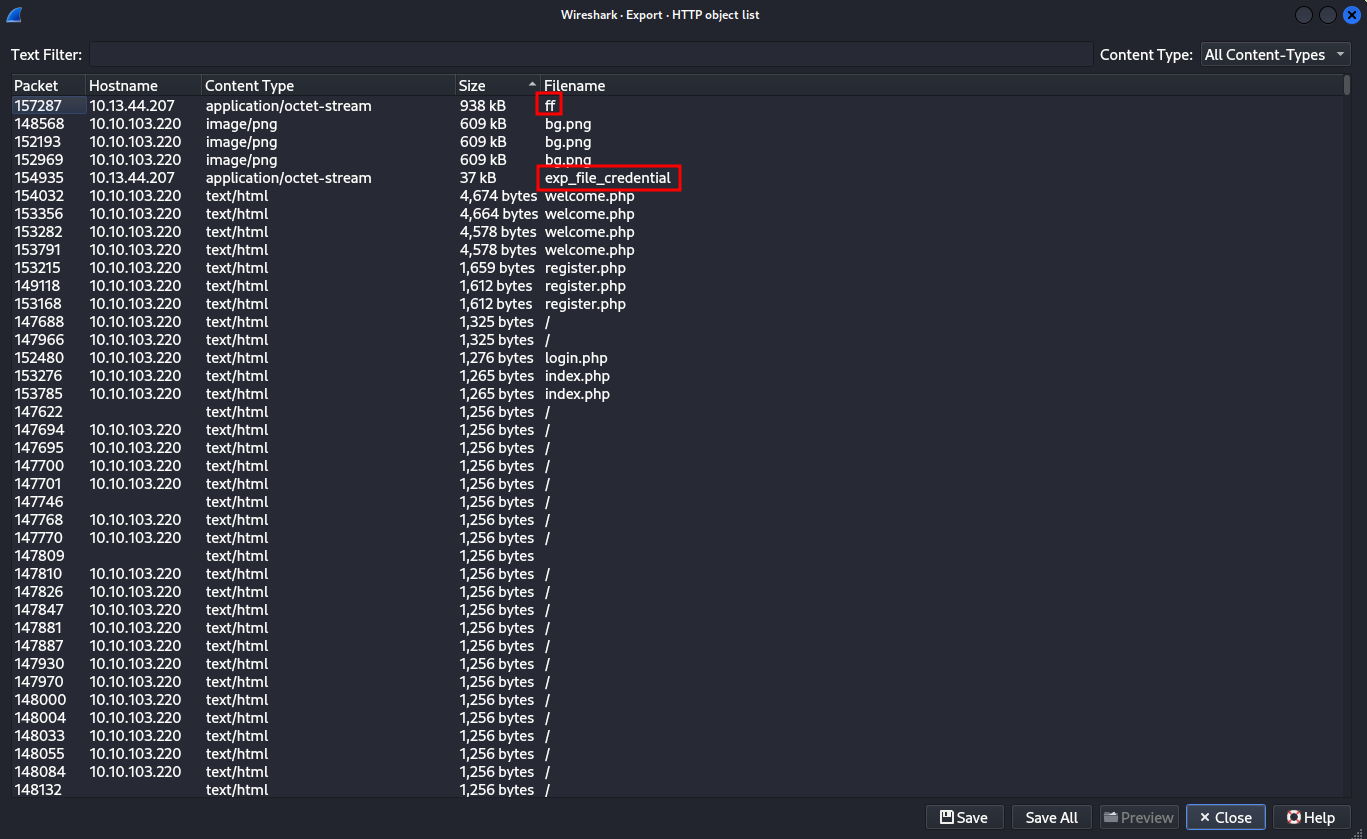 Wireshark · Export · HTTP object list
Text Filter: Content Type: All Content-Types
Packet Hostname Content Type Size Filename
157287 10.13.44.207 application/octet-stream 938 kB ff
148568 10.10.103.220 image/png 609 kB bg.png
152193 10.10.103.220 image/png 609 kB bg.png
152969 10.10.103.220 image/png 609 kB bg.png
154935 10.13.44.207 application/octet-stream 37 kB exp_file_credential
154032 10.10.103.220 text/html 4,674 bytes welcome.php
153356 10.10.103.220 text/html 4,664 bytes welcome.php
153282 10.10.103.220 text/html 4,578 bytes welcome.php
153791 10.10.103.220 text/html 4,578 bytes welcome.php
153215 10.10.103.220 text/html 1,659 bytes register.php
149118 10.10.103.220 text/html 1,612 bytes register.php
153168 10.10.103.220 text/html 1,612 bytes register.php
147688 10.10.103.220 text/html 1,325 bytes /
147966 10.10.103.220 text/html 1,325 bytes /
152480 10.10.103.220 text/html 1,276 bytes login.php
153276 10.10.103.220 text/html 1,265 bytes index.php
153785 10.10.103.220 text/html 1,265 bytes index.php
147622 text/html 1,256 bytes /
147694 10.10.103.220 text/html 1,256 bytes /
147695 10.10.103.220 text/html 1,256 bytes /
147700 10.10.103.220 text/html 1,256 bytes /
147701 10.10.103.220 text/html 1,256 bytes /
147746 text/html 1,256 bytes /
147768 10.10.103.220 text/html 1,256 bytes /
147770 10.10.103.220 text/html 1,256 bytes /
147809 text/html 1,256 bytes
147810 10.10.103.220 text/html 1,256 bytes /
147826 10.10.103.220 text/html 1,256 bytes /
147847 10.10.103.220 text/html 1,256 bytes /
147881 10.10.103.220 text/html 1,256 bytes /
147887 10.10.103.220 text/html 1,256 bytes /
147930 10.10.103.220 text/html 1,256 bytes /
147970 10.10.103.220 text/html 1,256 bytes /
148000 10.10.103.220 text/html 1,256 bytes /
148004 10.10.103.220 text/html 1,256 bytes /
148033 10.10.103.220 text/html 1,256 bytes /
148055 10.10.103.220 text/html 1,256 bytes /
148084 10.10.103.220 text/html 1,256 bytes /
148132 text/html 1,256 bytes /
Save Save All Preview Close Help